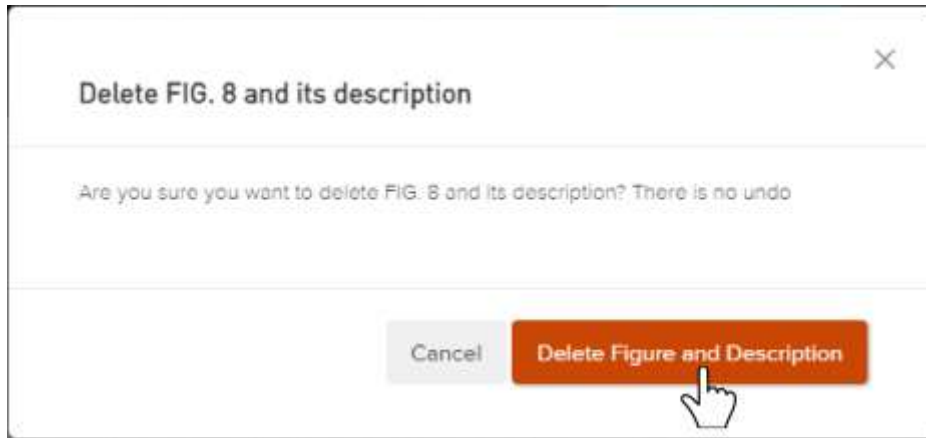 Delete FIG. 8 and its description
Are you sure you want to delete FIG. 8 and its description? There is no undo
Cancel
Delete Figure and Description